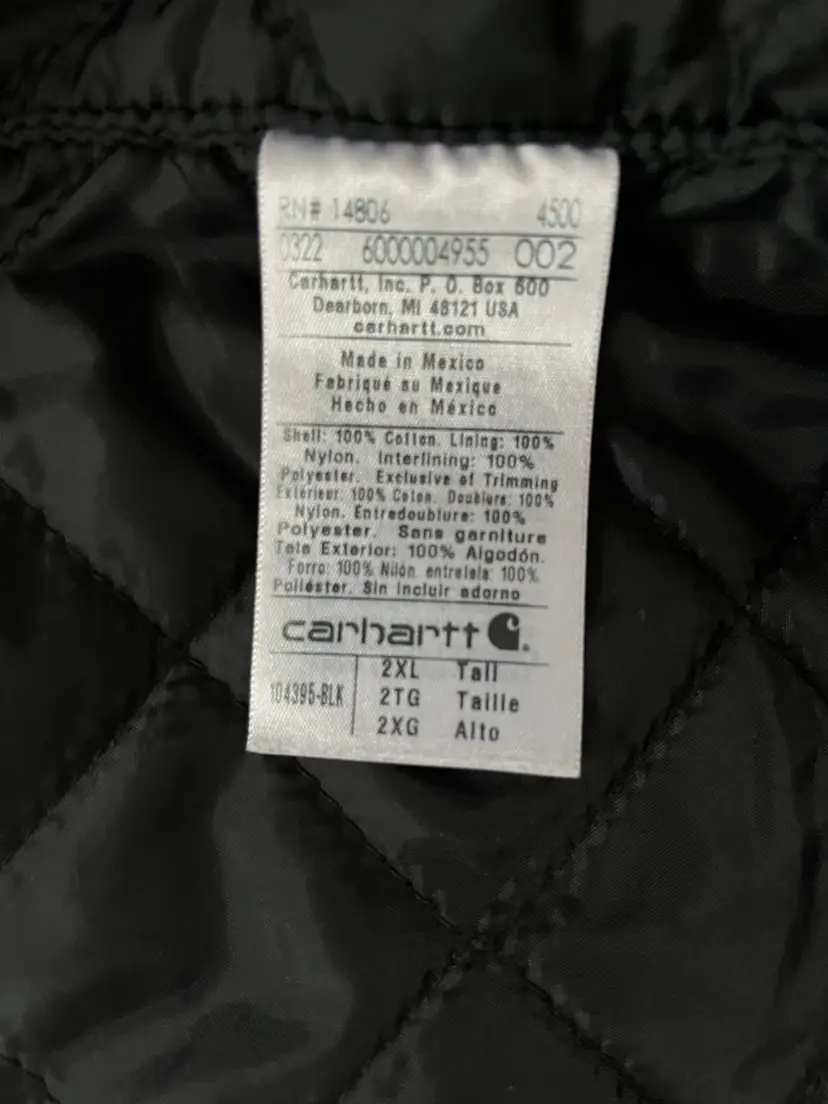 RN# 14806 4500
0322 6000004955 002
Carhartt, Inc. P. O. Box 600
Dearborn, MI 48121 USA
carhartt.com
Made in Mexico
Fabriqué au Mexique
Hecho en México
Shell: 100% Cotton. Lining: 100%
Nylon. Interlining: 100%
Polyester. Exclusive of Trimming
Extérieur: 100% Coton. Doublure: 100%
Nylon. Entredoublure: 100%
Polyester. Sans garniture
Tela Exterior: 100% Algodón.
Forro: 100% Nilón. entretela: 100%
Poliéster. Sin incluir adorno
carhartt
104395-BLK 2XL Tall
2TG Taille
2XG Alto